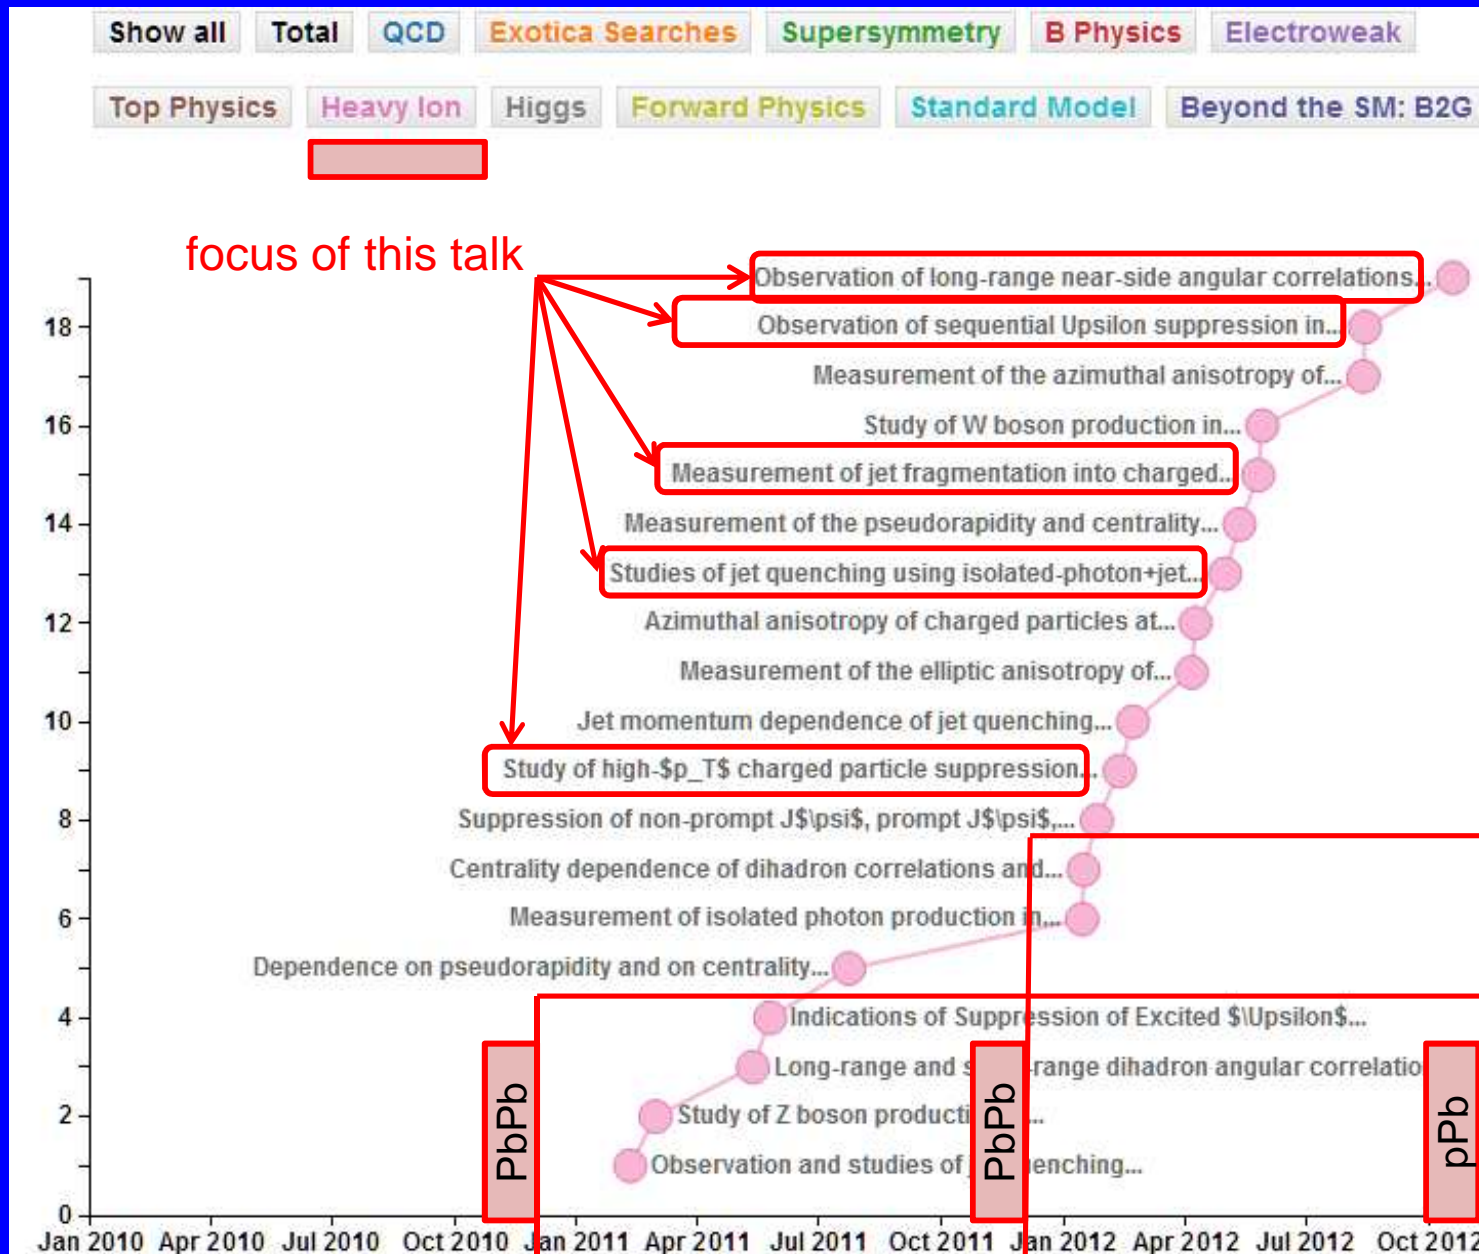 Show all Total QCD Exotica Searches Supersymmetry B Physics Electroweak
Top Physics Heavy Ion Higgs Forward Physics Standard Model Beyond the SM: B2G
focus of this talk
Observation of long-range near-side angular correlations...
18
Observation of sequential Upsilon suppression in...
Measurement of the azimuthal anisotropy of...
16
Study of W boson production in...
Measurement of jet fragmentation into charged...
14
Measurement of the pseudorapidity and centrality...
Studies of jet quenching using isolated-photon+jet...
12
Azimuthal anisotropy of charged particles at...
Measurement of the elliptic anisotropy of...
10
Jet momentum dependence of jet quenching...
Study of high-$p_T$ charged particle suppression...
8
Suppression of non-prompt J$\psi$, prompt J$\psi$,...
Centrality dependence of dihadron correlations and...
6
Measurement of isolated photon production in...
Dependence on pseudorapidity and on centrality...
4
Indications of Suppression of Excited $\Upsilon$...
Long-range and range dihadron angular correlatio
2
Study of Z boson producti ...
Observation and studies of enching...
PbPb
PbPb
pPb
0
Jan 2010 Apr 2010 Jul 2010 Oct 2010 Jan 2011 Apr 2011 Jul 2011 Oct 2011 Jan 2012 Apr 2012 Jul 2012 Oct 2012